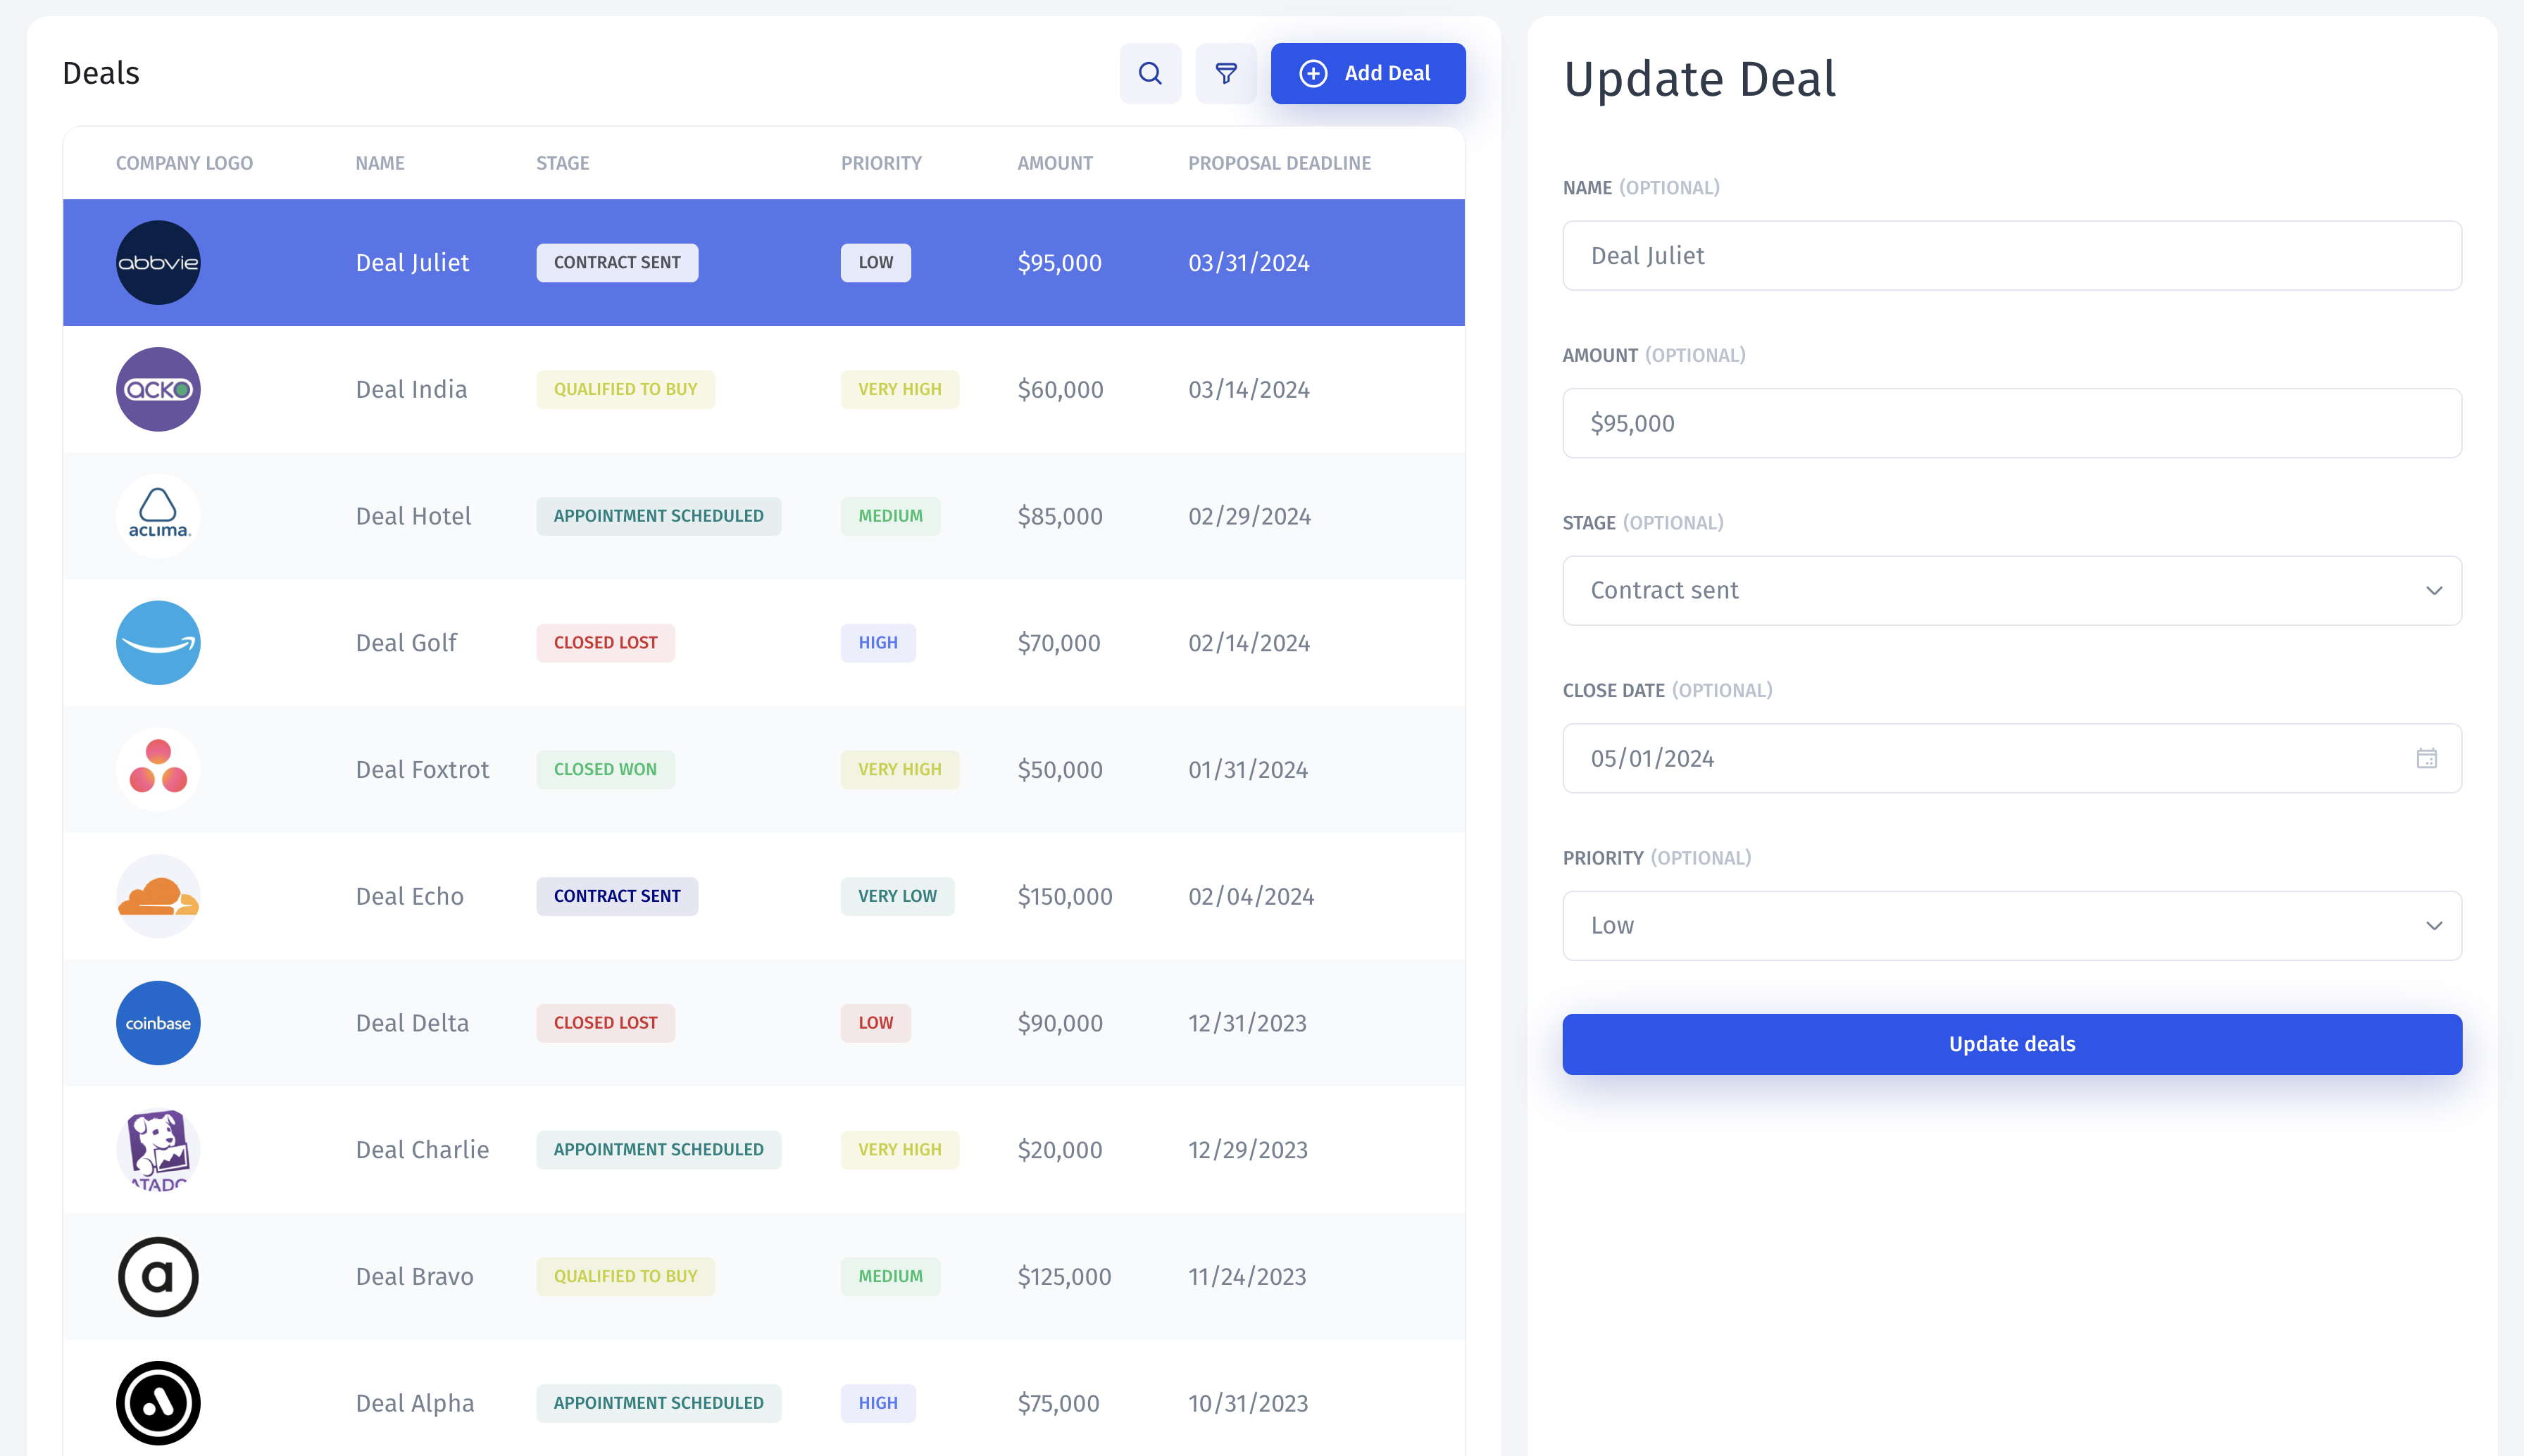 Deals
Add Deal
COMPANY LOGO NAME STAGE PRIORITY AMOUNT PROPOSAL DEADLINE
abbvie Deal Juliet CONTRACT SENT LOW $95,000 03/31/2024
ACKO Deal India QUALIFIED TO BUY VERY HIGH $60,000 03/14/2024
acima. Deal Hotel APPOINTMENT SCHEDULED MEDIUM $85,000 02/29/2024
Deal Golf CLOSED LOST HIGH $70,000 02/14/2024
Deal Foxtrot CLOSED WON VERY HIGH $50,000 01/31/2024
Deal Echo CONTRACT SENT VERY LOW $150,000 02/04/2024
coinbase Deal Delta CLOSED LOST LOW $90,000 12/31/2023
ATADO Deal Charlie APPOINTMENT SCHEDULED VERY HIGH $20,000 12/29/2023
a Deal Bravo QUALIFIED TO BUY MEDIUM $125,000 11/24/2023
Deal Alpha APPOINTMENT SCHEDULED HIGH $75,000 10/31/2023
Update Deal
NAME (OPTIONAL)
Deal Juliet
AMOUNT (OPTIONAL)
$95,000
STAGE (OPTIONAL)
Contract sent
CLOSE DATE (OPTIONAL)
05/01/2024
PRIORITY (OPTIONAL)
Low
Update deals